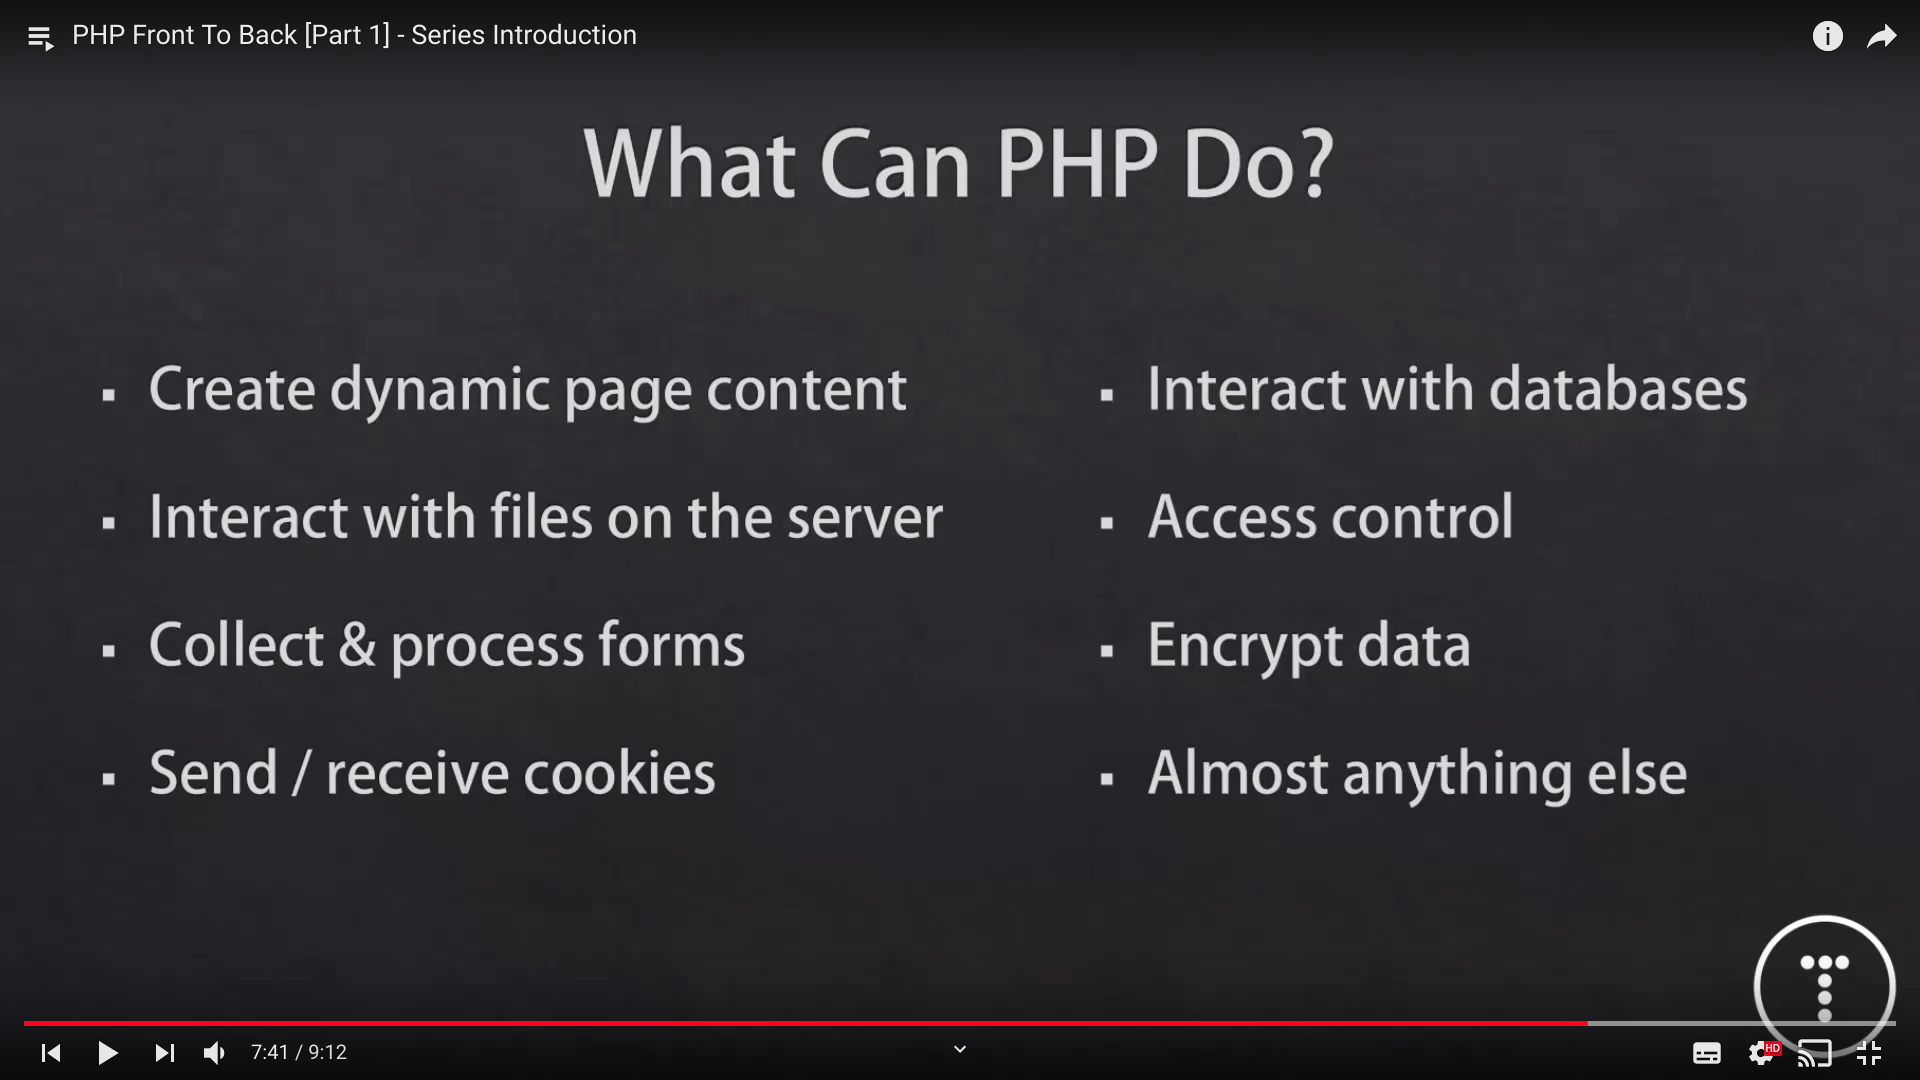 PHP Front To Back [Part 1] - Series Introduction
What Can PHP Do?
Create dynamic page content
Interact with files on the server
Collect & process forms
Send / receive cookies
Interact with databases
Access control
Encrypt data
Almost anything else
T
7:41 / 9:12
HD